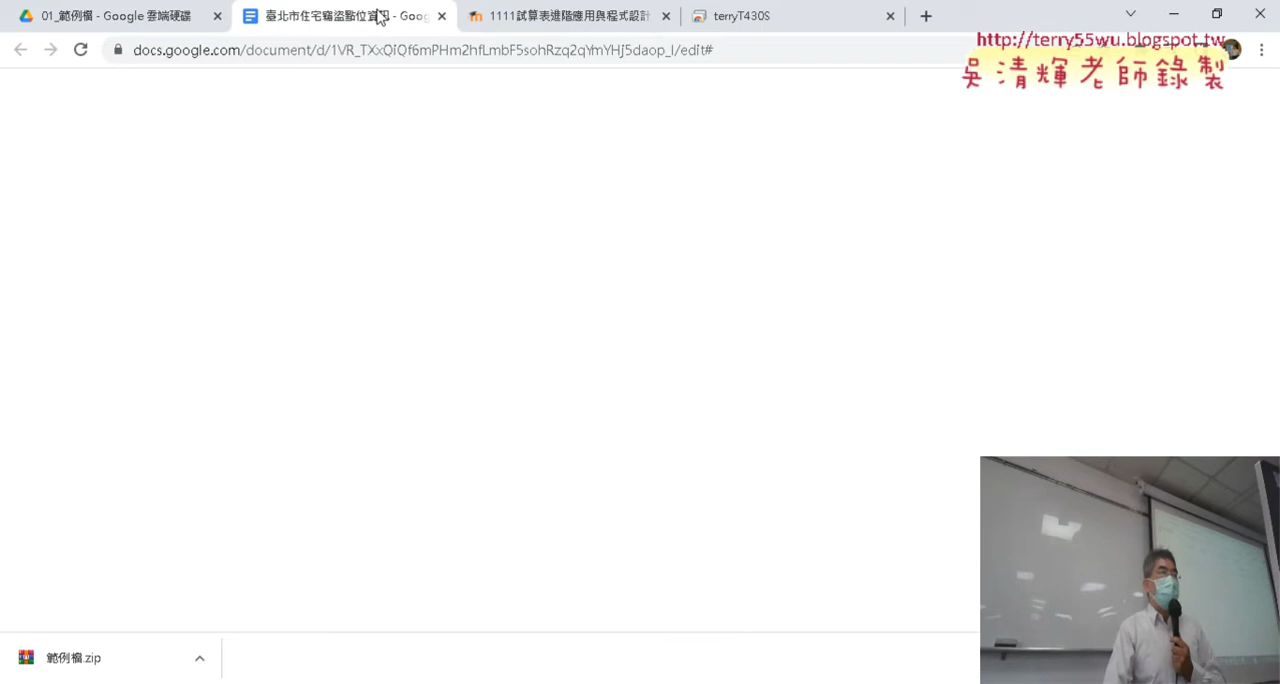 01_範例檔 - Google 雲端硬碟
臺北市住宅竊盜點位資訊 - Goog
1111試算表進階應用與程式設計
terryT430S
docs.google.com/document/d/1VR_TXxQiQf6mPHm2hfLmbF5sohRzq2qYmYHj5daop_I/edit#
http://terry55wu.blogspot.tw
吳清輝老師錄製
範例檔.zip